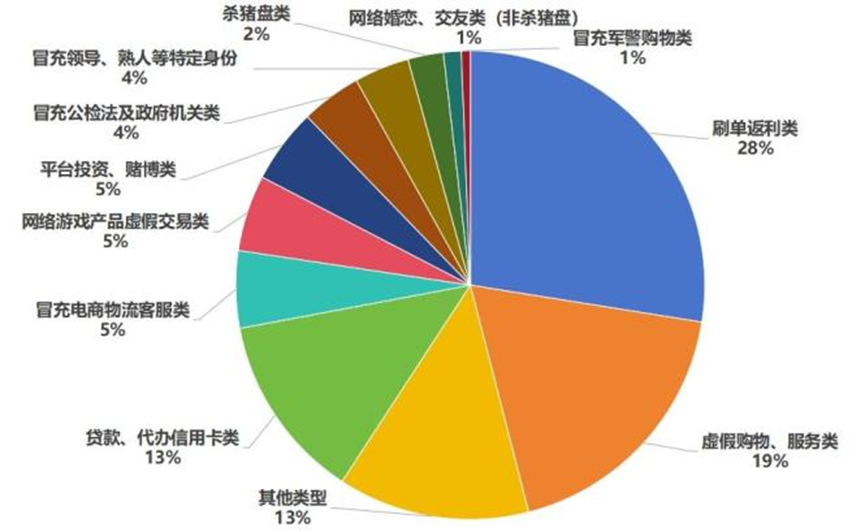 杀猪盘类
2%
网络婚恋、交友类（非杀猪盘）
1%
冒充军警购物类
1%
冒充领导、熟人等特定身份
4%
冒充公检法及政府机关类
4%
刷单返利类
28%
平台投资、赌博类
5%
网络游戏产品虚假交易类
5%
冒充电商物流客服类
5%
贷款、代办信用卡类
13%
虚假购物、服务类
19%
其他类型
13%